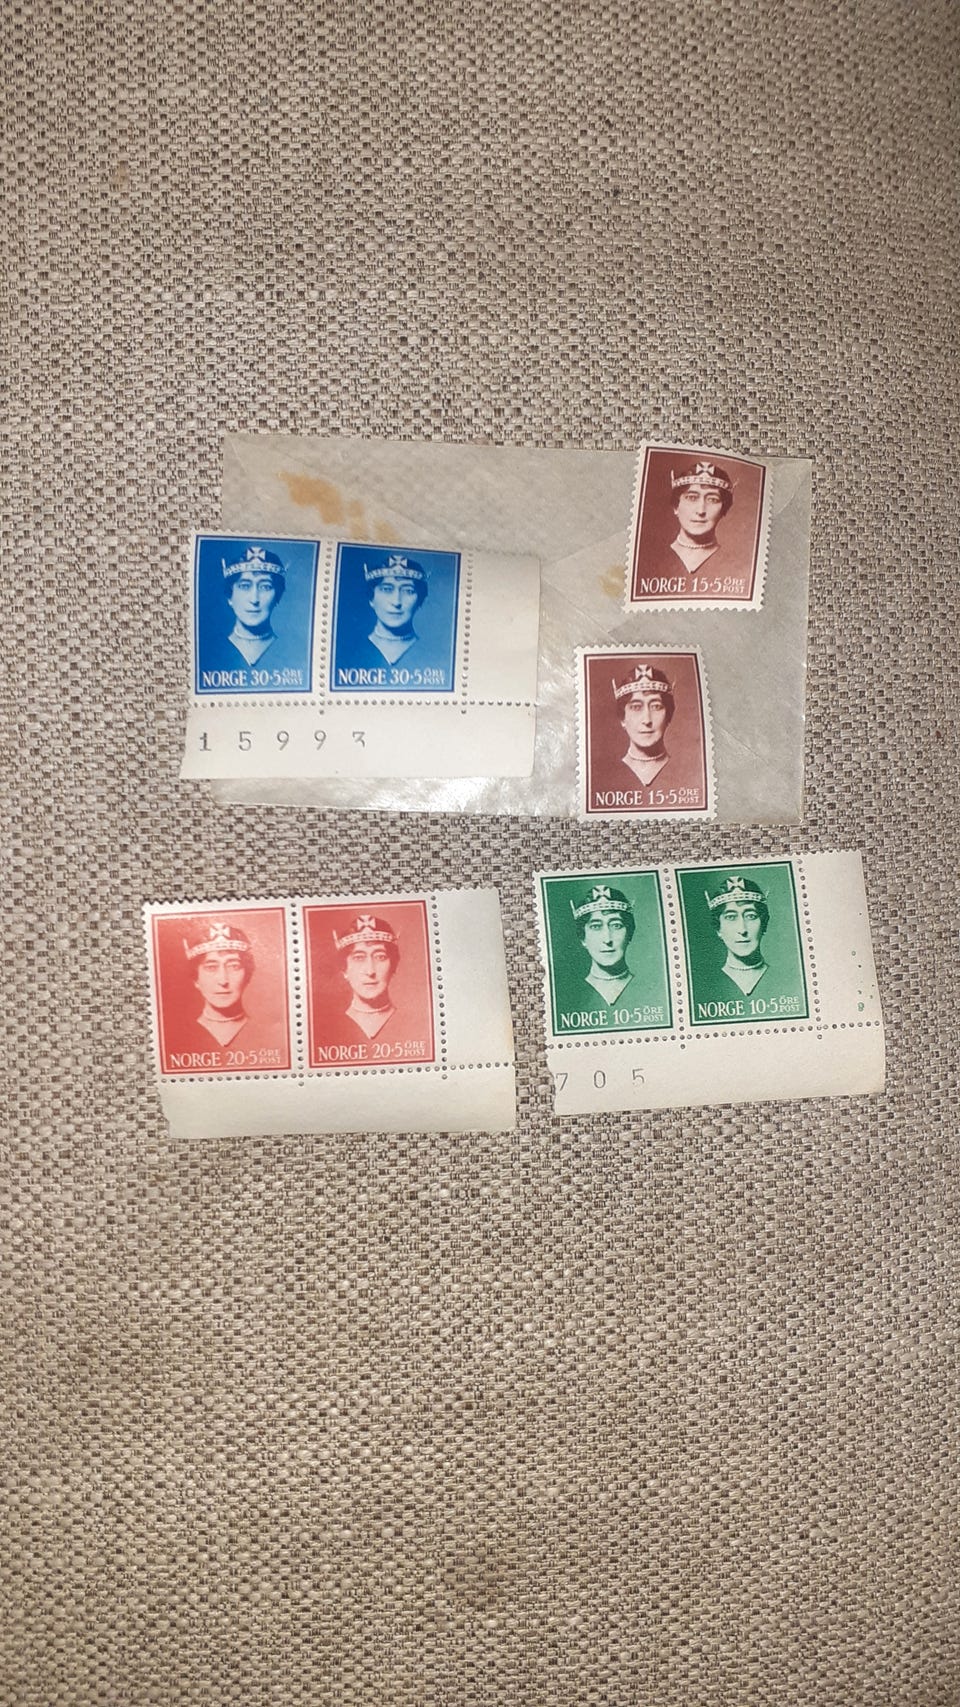 NORGE 15·5 ØRE POST
NORGE 30·5 ØRE POST
NORGE 30·5 ØRE POST
1 5 9 9 3
NORGE 15·5 ØRE POST
NORGE 20·5 ØRE POST
NORGE 20·5 ØRE POST
NORGE 10·5 ØRE POST
NORGE 10·5 ØRE POST
7 0 5